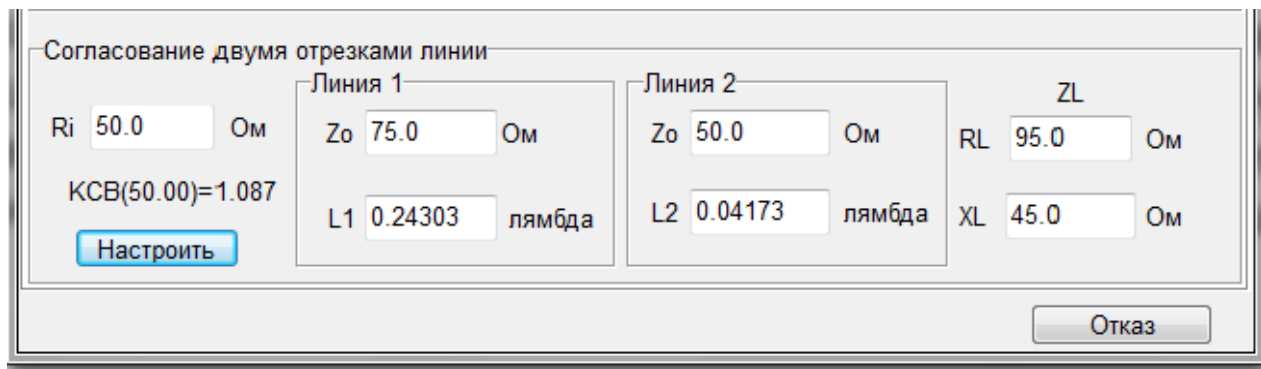 Согласование двумя отрезками линии
Линия 1
Линия 2
ZL
Ri 50.0 Ом
Zo 75.0 Ом
Zo 50.0 Ом
RL 95.0 Ом
КСВ(50.00)=1.087
L1 0.24303 лямбда
L2 0.04173 лямбда
XL 45.0 Ом
Настроить
Отказ